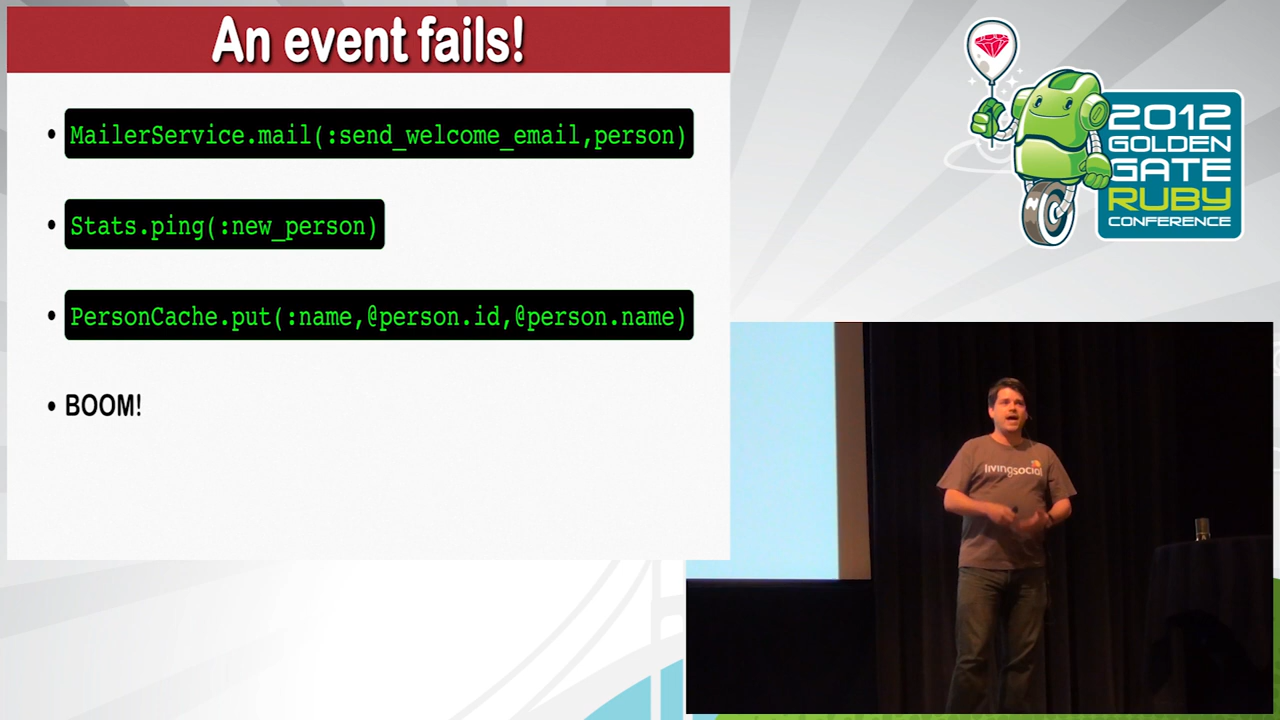 An event fails!
• MailerService.mail(:send_welcome_email,person)
• Stats.ping(:new_person)
• PersonCache.put(:name,@person.id,@person.name)
• BOOM!
2012
GOLDEN
GATE
RUBY
CONFERENCE
livingsocial